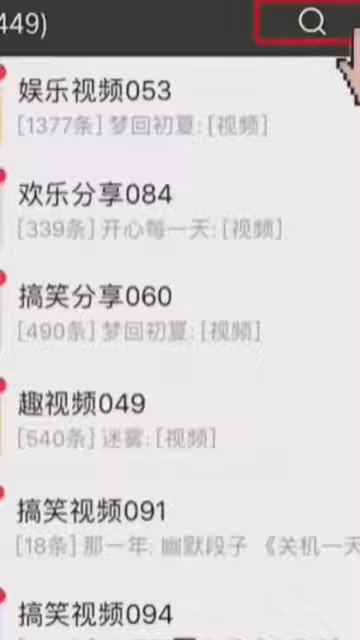 449)
娱乐视频053
[1377条] 梦回初夏: [视频]
欢乐分享084
[339条] 开心每一天: [视频]
搞笑分享060
[490条] 梦回初夏: [视频]
趣视频049
[540条] 迷雾: [视频]
搞笑视频091
[18条] 那一年: 幽默段子 《关机一天
搞笑视频094